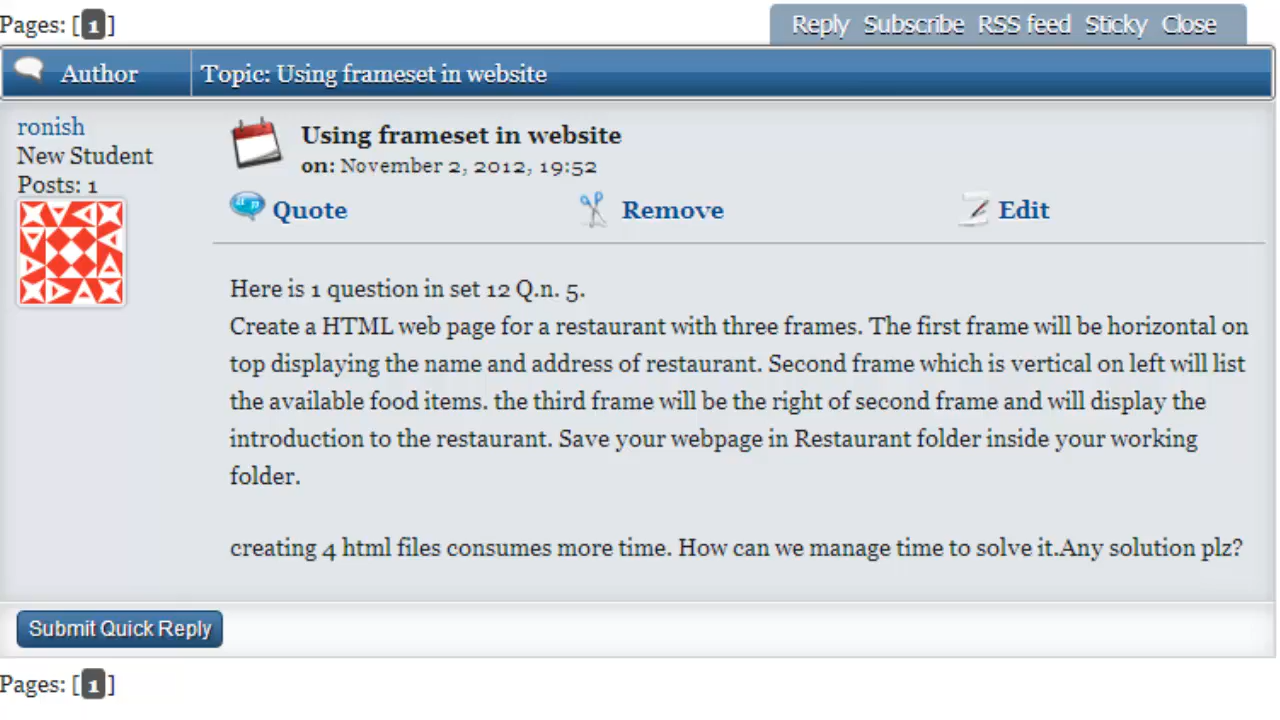 Pages: [1]
Reply Subscribe RSS feed Sticky Close
Author
Topic: Using frameset in website
ronish
New Student
Posts: 1
Using frameset in website
on: November 2, 2012, 19:52
Quote
Remove
Edit
Here is 1 question in set 12 Q.n. 5.
Create a HTML web page for a restaurant with three frames. The first frame will be horizontal on
top displaying the name and address of restaurant. Second frame which is vertical on left will list
the available food items. the third frame will be the right of second frame and will display the
introduction to the restaurant. Save your webpage in Restaurant folder inside your working
folder.
creating 4 html files consumes more time. How can we manage time to solve it.Any solution plz?
Submit Quick Reply
Pages: [1]